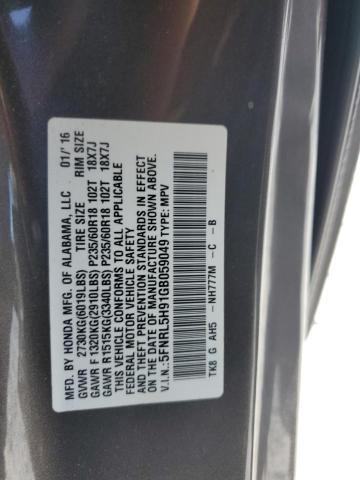 MFD. BY HONDA MFG. OF ALABAMA, LLC 01/'16
GVWR 2730KG(6019LBS) TIRE SIZE RIM SIZE
GAWR F 1320KG(2910LBS) P235/60R18 102T 18X7J
GAWR R1515KG(3340LBS) P235/60R18 102T 18X7J
THIS VEHICLE CONFORMS TO ALL APPLICABLE
FEDERAL MOTOR VEHICLE SAFETY
AND THEFT PREVENTION STANDARDS IN EFFECT
ON THE DATE OF MANUFACTURE SHOWN ABOVE.
V.I.N.:5FNRL5H91GB059049 TYPE: MPV
TK8 G AH5 -NH777M -C -B